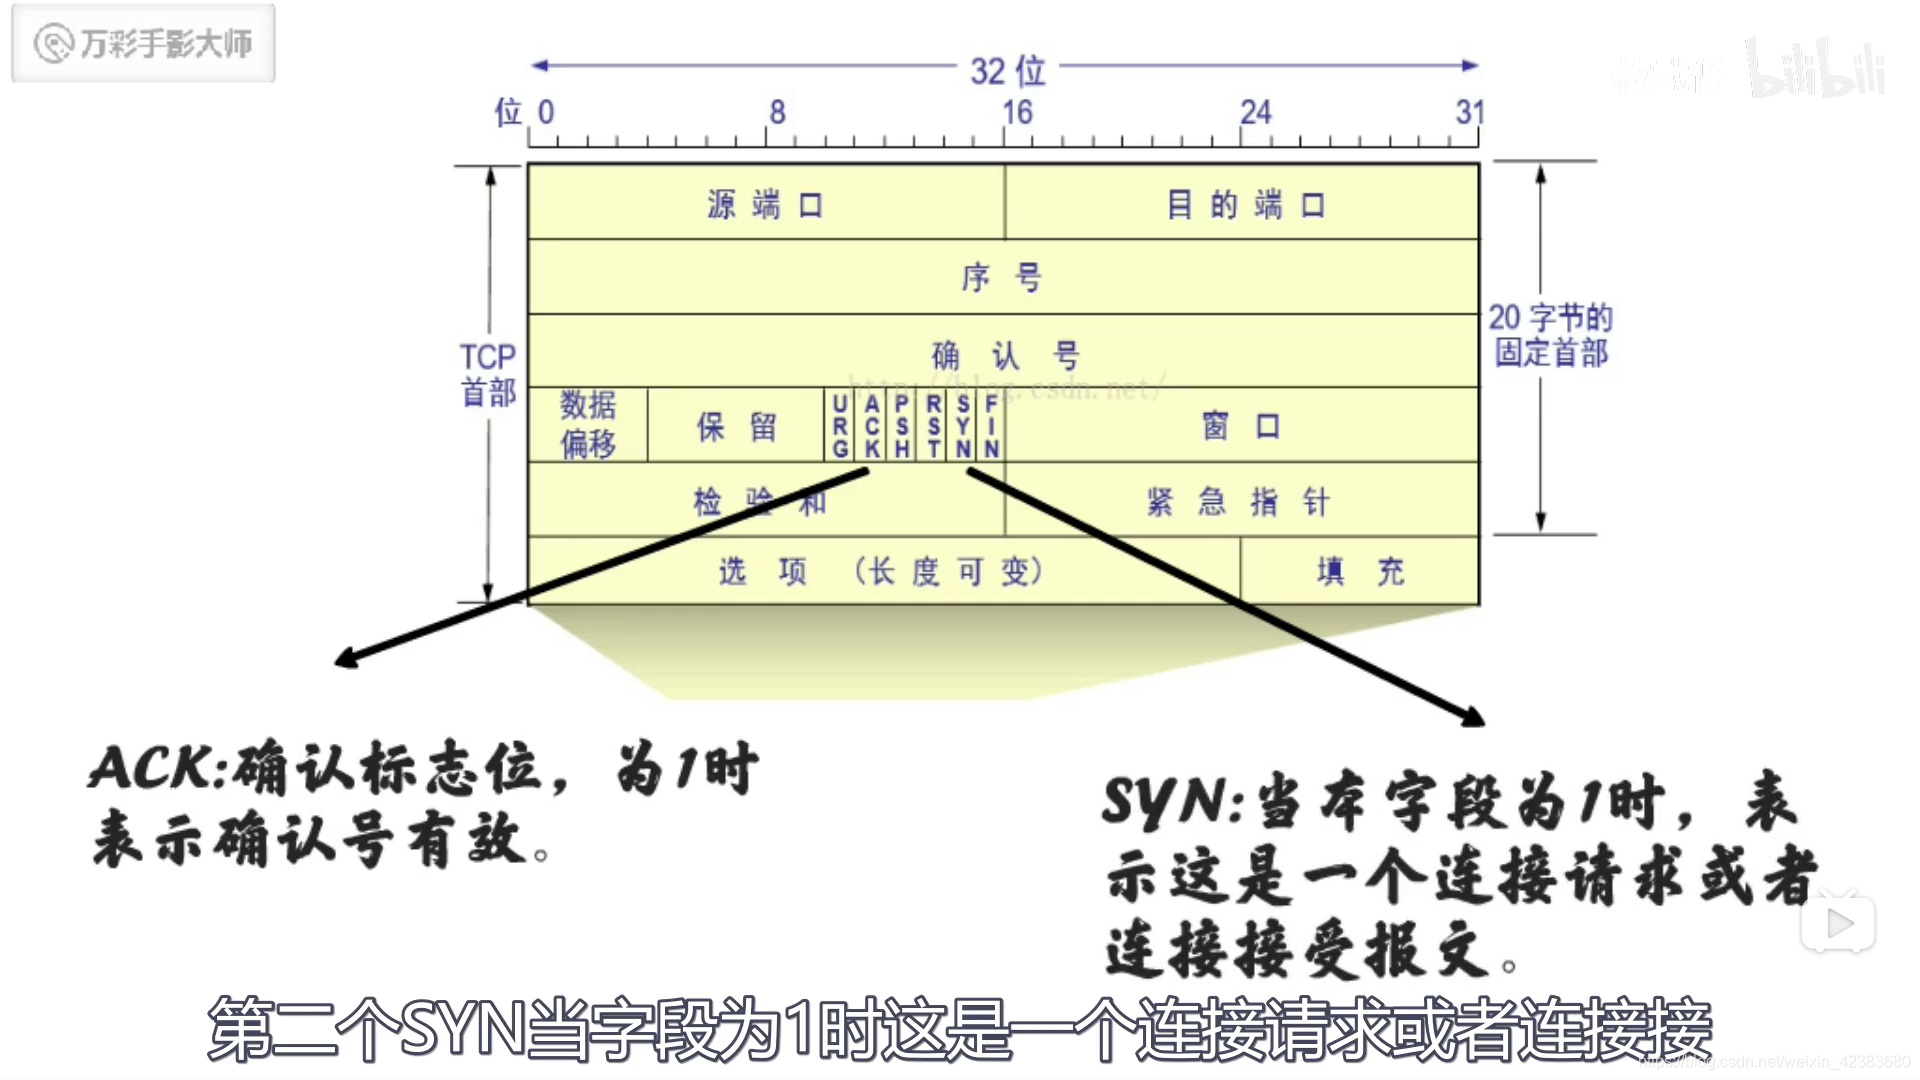 万彩手影大师
bilibili
32 位
位 0 8 16 24 31
源 端 口 目 的 端 口
序 号
20 字节的
固定首部
TCP
首部
确 认 号
http://blog.csdn.net/
数据
偏移
保 留
URG ACK PSH RST SYN FIN
窗 口
检 验 和 紧 急 指 针
选 项 (长 度 可 变) 填 充
ACK:确认标志位，为1时
表示确认号有效。
SYN:当本字段为1时，表
示这是一个连接请求或者
连接接受报文。
第二个SYN当字段为1时这是一个连接请求或者连接接
https://blog.csdn.net/weixin_42383680